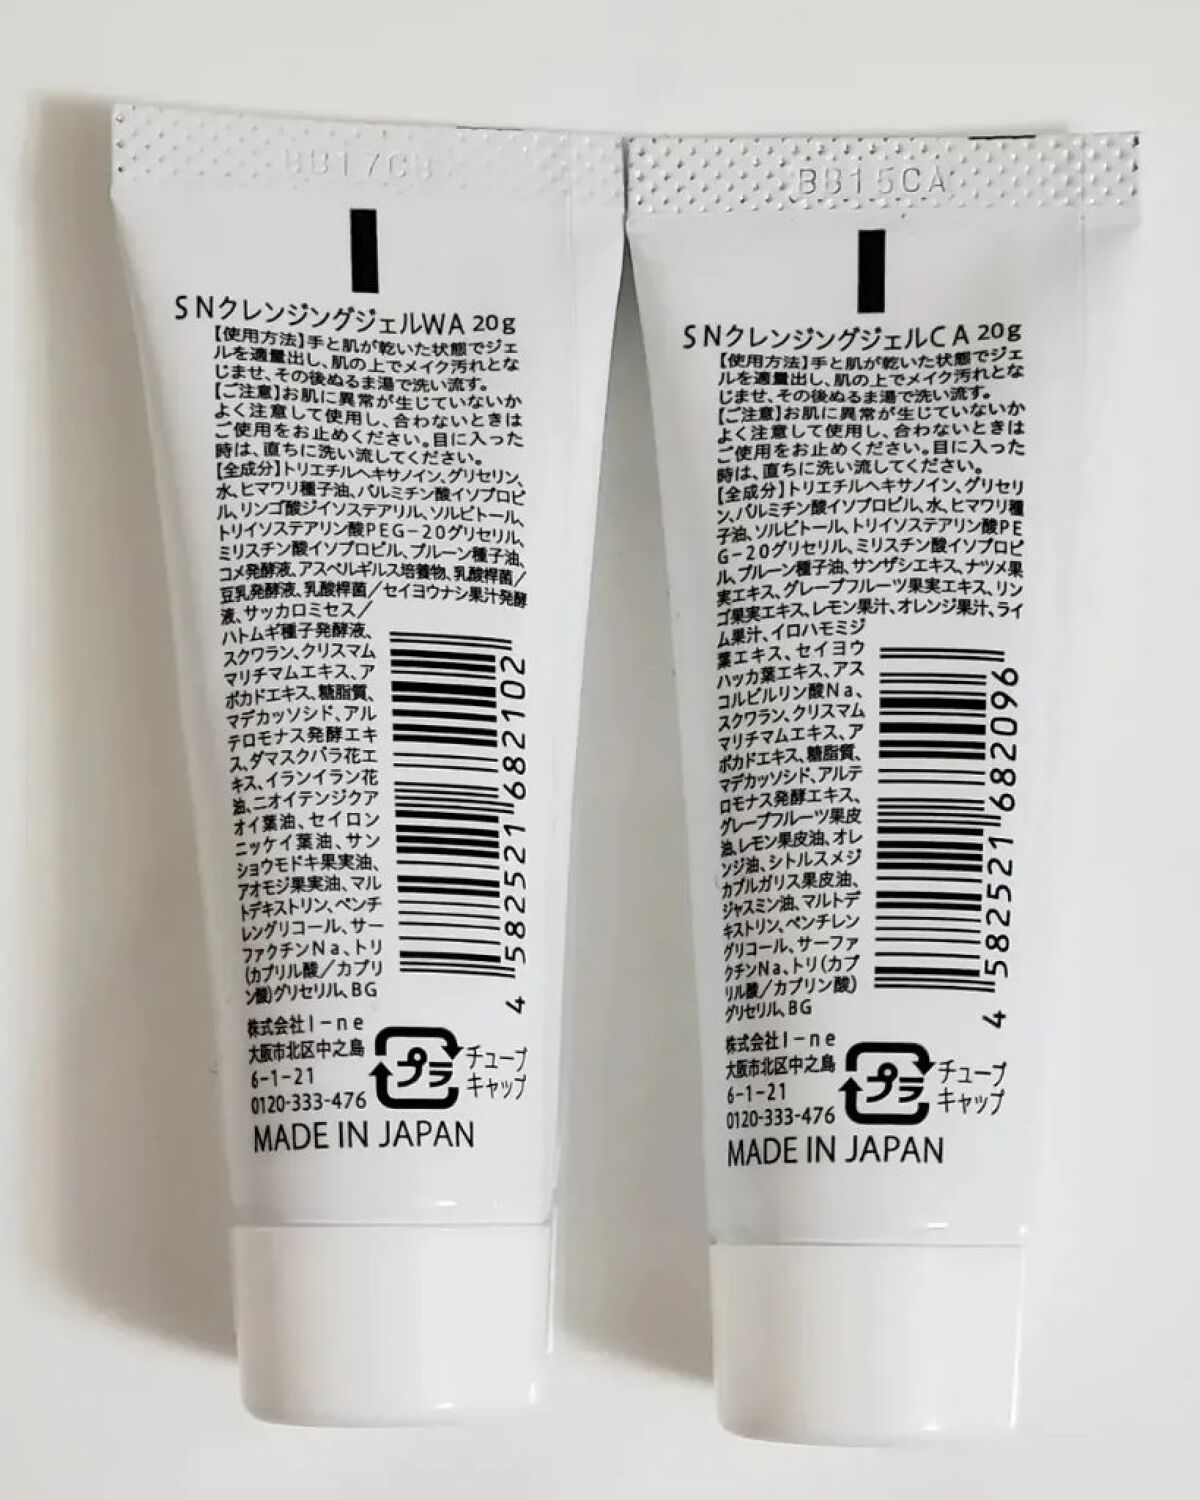 BB17CB
SNクレンジングジェルWA 20g
【使用方法】手と肌が乾いた状態でジェ
ルを適量出し、肌の上でメイク汚れとな
じませ、その後ぬるま湯で洗い流す。
【ご注意】お肌に異常が生じていないか
よく注意して使用し、合わないときは
ご使用をお止めください。目に入った
時は、直ちに洗い流してください。
【全成分】トリエチルヘキサノイン、グリセリン、
水、ヒマワリ種子油、パルミチン酸イソプロピ
ル、リンゴ酸ジイソステアリル、ソルビトール、
トリイソステアリン酸PEG-20グリセリル、
ミリスチン酸イソプロピル、プルーン種子油、
コメ発酵液、アスペルギルス培養物、乳酸桿菌/
豆乳発酵液、乳酸桿菌/セイヨウナシ果汁発酵
液、サッカロミセス/
ハトムギ種子発酵液、
スクワラン、クリスマム
マリチマムエキス、ア
ボカドエキス、糖脂質、
マデカッソシド、アル
テロモナス発酵エキ
ス、ダマスクバラ花エ
キス、イランイラン花
油、ニオイテンジクア
オイ葉油、セイロン
ニッケイ葉油、サン
ショウモドキ果実油、
アオモジ果実油、マル
トデキストリン、ペンチ
レングリコール、サー
ファクチンNa、トリ
(カプリル酸/カプリ
ン酸)グリセリル、BG
4 582521 682102
株式会社I-ne
大阪市北区中之島
6-1-21
0120-333-476
プラ
チューブ
キャップ
MADE IN JAPAN
BB15CA
SNクレンジングジェルCA 20g
【使用方法】手と肌が乾いた状態でジェ
ルを適量出し、肌の上でメイク汚れとな
じませ、その後ぬるま湯で洗い流す。
【ご注意】お肌に異常が生じていないか
よく注意して使用し、合わないときは
ご使用をお止めください。目に入った
時は、直ちに洗い流してください。
【全成分】トリエチルヘキサノイン、グリセリ
ン、パルミチン酸イソプロピル、水、ヒマワリ種
子油、ソルビトール、トリイソステアリン酸PE
G-20グリセリル、ミリスチン酸イソプロピ
ル、プルーン種子油、サンザシエキス、ナツメ果
実エキス、グレープフルーツ果実エキス、リン
ゴ果実エキス、レモン果汁、オレンジ果汁、ライ
ム果汁、イロハモミジ
葉エキス、セイヨウ
ハッカ葉エキス、アス
コルビルリン酸Na、
スクワラン、クリスマム
マリチマムエキス、ア
ボカドエキス、糖脂質、
マデカッソシド、アルテ
ロモナス発酵エキス、
グレープフルーツ果皮
油、レモン果皮油、オレ
ンジ油、シトルスメジ
カブルガリス果皮油、
ジャスミン油、マルトデ
キストリン、ペンチレン
グリコール、サーファ
クチンNa、トリ(カプ
リル酸/カプリン酸)
グリセリル、BG
4 582521 682096
株式会社I-ne
大阪市北区中之島
6-1-21
0120-333-476
プラ
チューブ
キャップ
MADE IN JAPAN